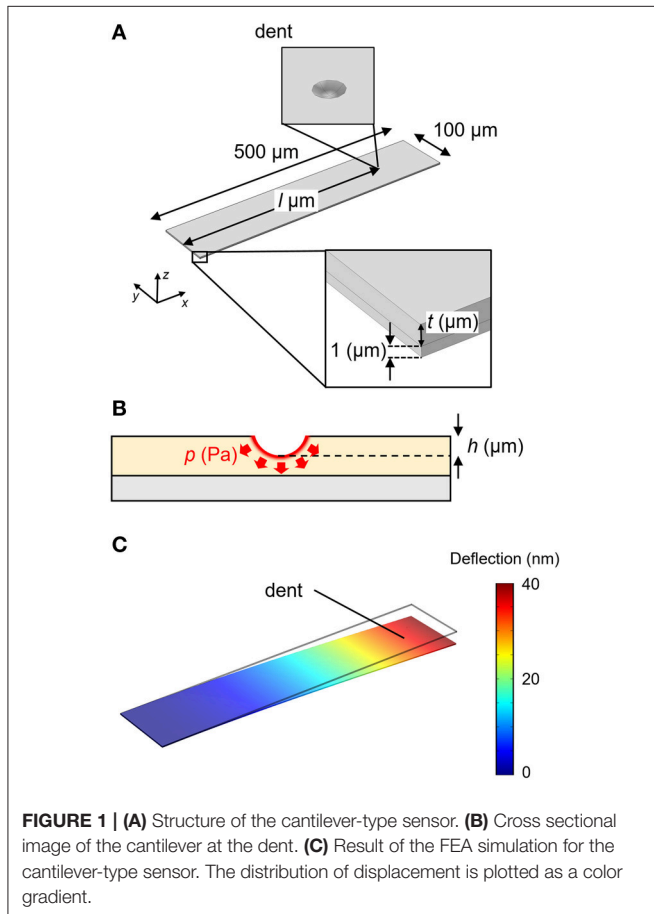 A
dent
500 µm
100 µm
l µm
z
y
x
t (µm)
1 (µm)
B
p (Pa)
h (µm)
C
Deflection (nm)
dent
40
20
0
FIGURE 1 | (A) Structure of the cantilever-type sensor. (B) Cross sectional
image of the cantilever at the dent. (C) Result of the FEA simulation for the
cantilever-type sensor. The distribution of displacement is plotted as a color
gradient.